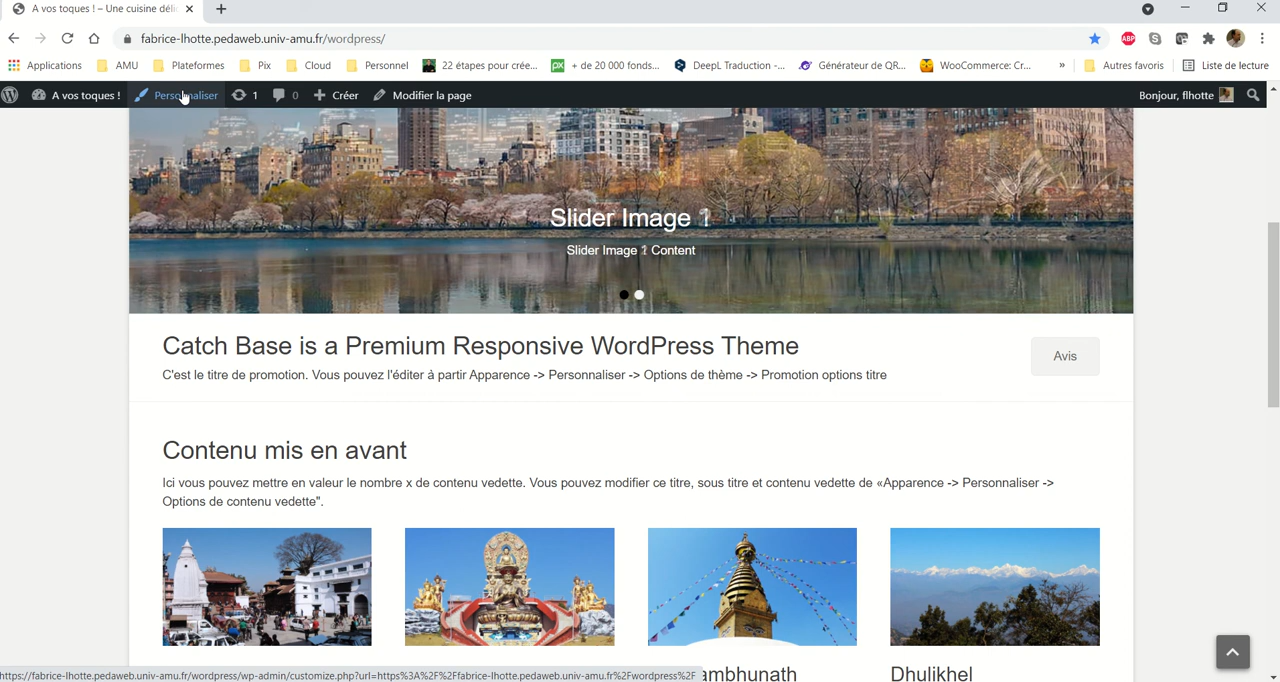 A vos toques ! – Une cuisine déli
fabrice-lhotte.pedaweb.univ-amu.fr/wordpress/
ABP
Applications AMU Plateformes Pix Cloud Personnel 22 étapes pour crée... px + de 20 000 fonds... DeepL Traduction -... Générateur de QR... WooCommerce: Cr... » Autres favoris Liste de lecture
A vos toques ! Personnaliser 1 0 Créer Modifier la page Bonjour, flhotte
Slider Image 1
Slider Image 1 Content
Catch Base is a Premium Responsive WordPress Theme
Avis
C'est le titre de promotion. Vous pouvez l'éditer à partir Apparence -> Personnaliser -> Options de thème -> Promotion options titre
Contenu mis en avant
Ici vous pouvez mettre en valeur le nombre x de contenu vedette. Vous pouvez modifier ce titre, sous titre et contenu vedette de «Apparence -> Personnaliser ->
Options de contenu vedette".
ambhunath Dhulikhel
https://fabrice-lhotte.pedaweb.univ-amu.fr/wordpress/wp-admin/customize.php?url=https%3A%2F%2Ffabrice-lhotte.pedaweb.univ-amu.fr%2Fwordpress%2F